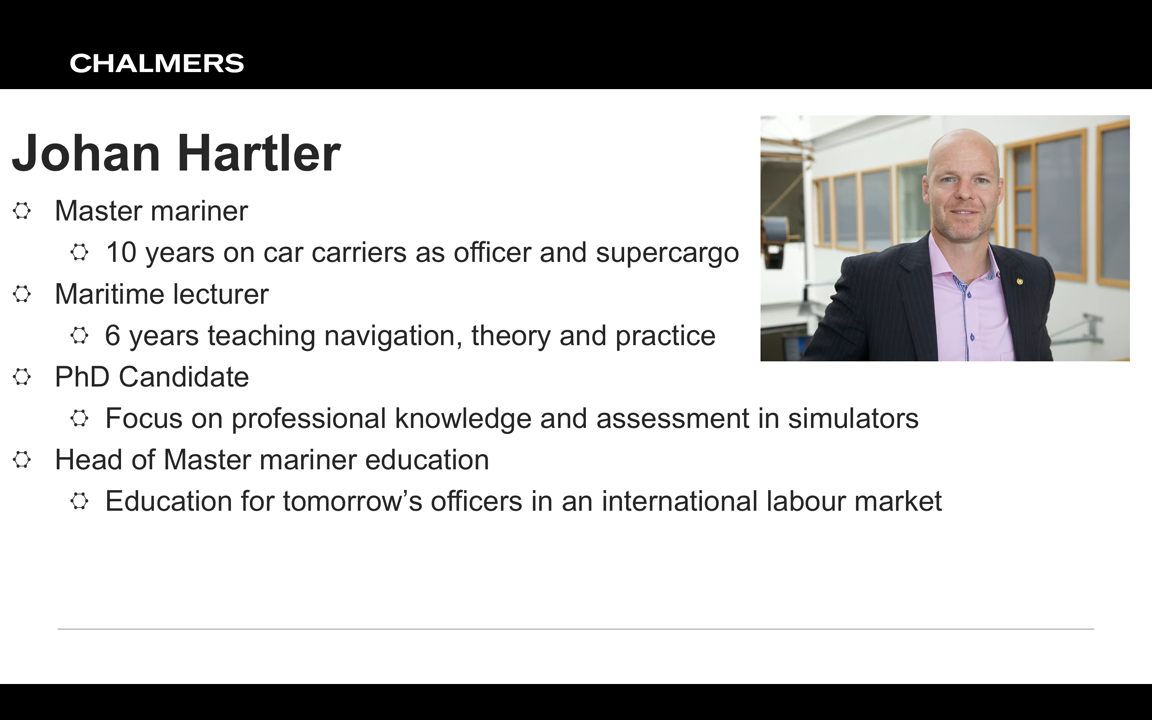 CHALMERS
Johan Hartler
Master mariner
10 years on car carriers as officer and supercargo
Maritime lecturer
6 years teaching navigation, theory and practice
PhD Candidate
Focus on professional knowledge and assessment in simulators
Head of Master mariner education
Education for tomorrow’s officers in an international labour market